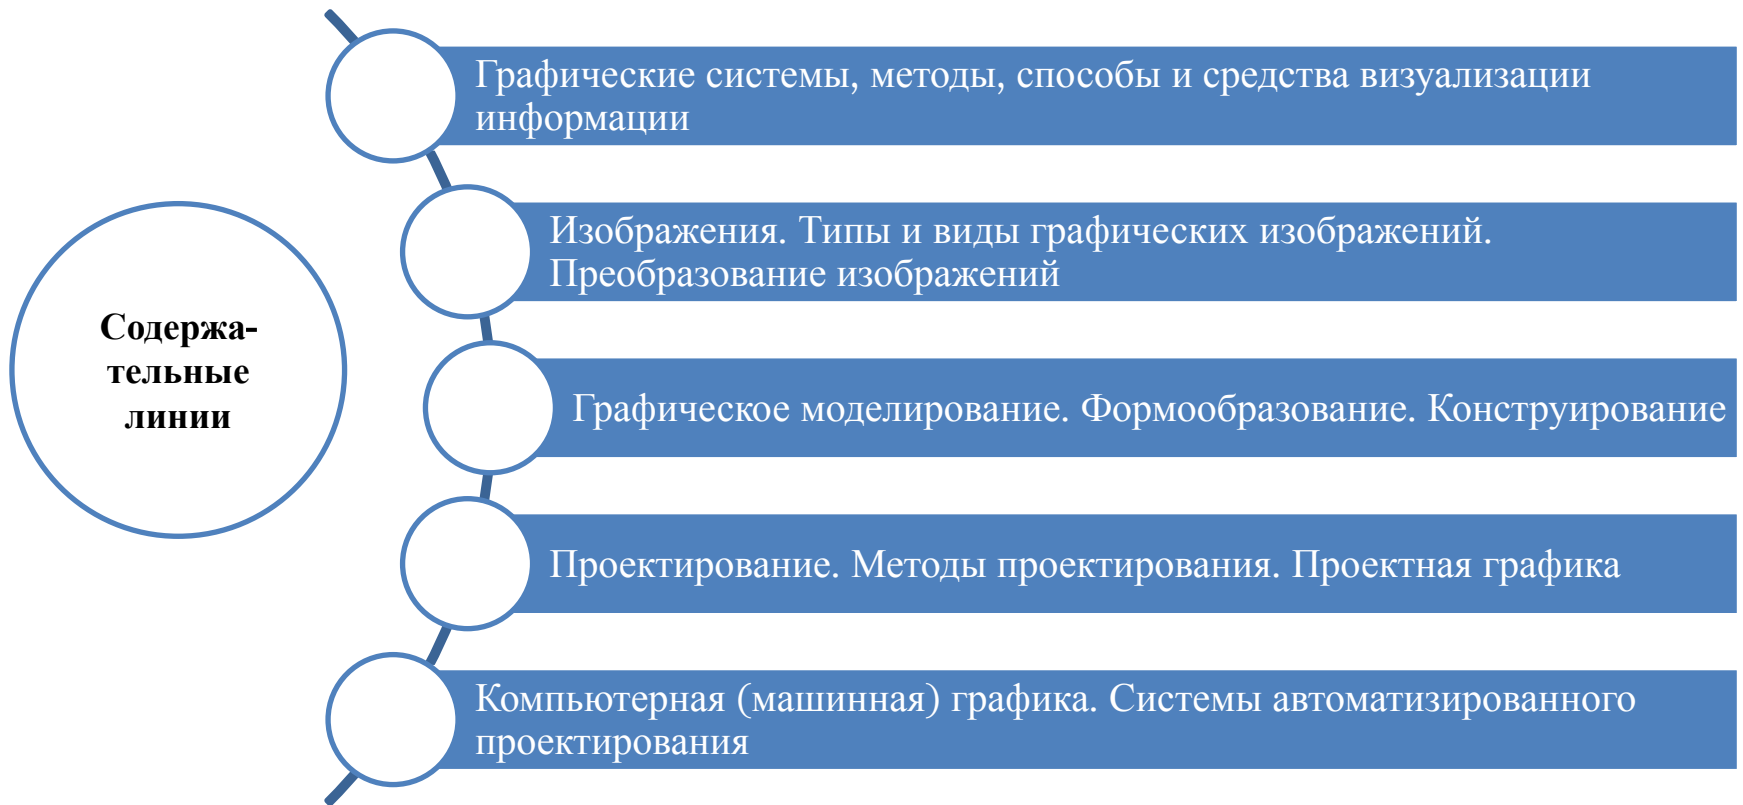 Содержа-
тельные
линии
Графические системы, методы, способы и средства визуализации
информации
Изображения. Типы и виды графических изображений.
Преобразование изображений
Графическое моделирование. Формообразование. Конструирование
Проектирование. Методы проектирования. Проектная графика
Компьютерная (машинная) графика. Системы автоматизированного
проектирования